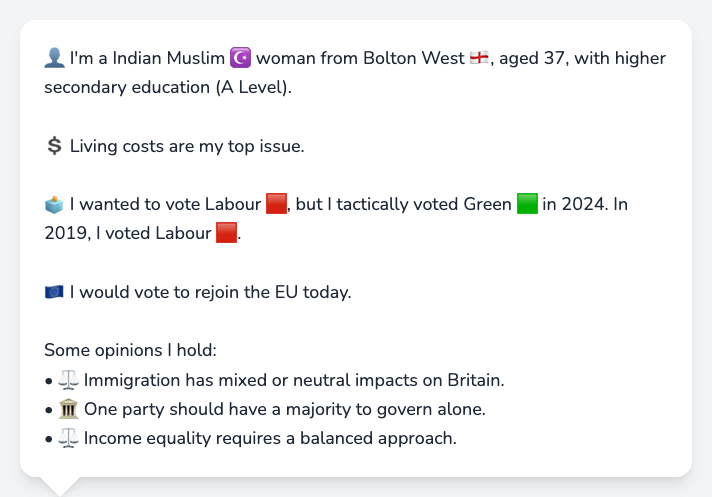 👤 I'm a Indian Muslim ☪️ woman from Bolton West 🏴󠁧󠁢󠁥󠁮󠁧󠁿, aged 37, with higher
secondary education (A Level).
💲 Living costs are my top issue.
🗳️ I wanted to vote Labour 🟥, but I tactically voted Green 🟩 in 2024. In
2019, I voted Labour 🟥.
🇪🇺 I would vote to rejoin the EU today.
Some opinions I hold:
• ⚖️ Immigration has mixed or neutral impacts on Britain.
• 🏛️ One party should have a majority to govern alone.
• ⚖️ Income equality requires a balanced approach.